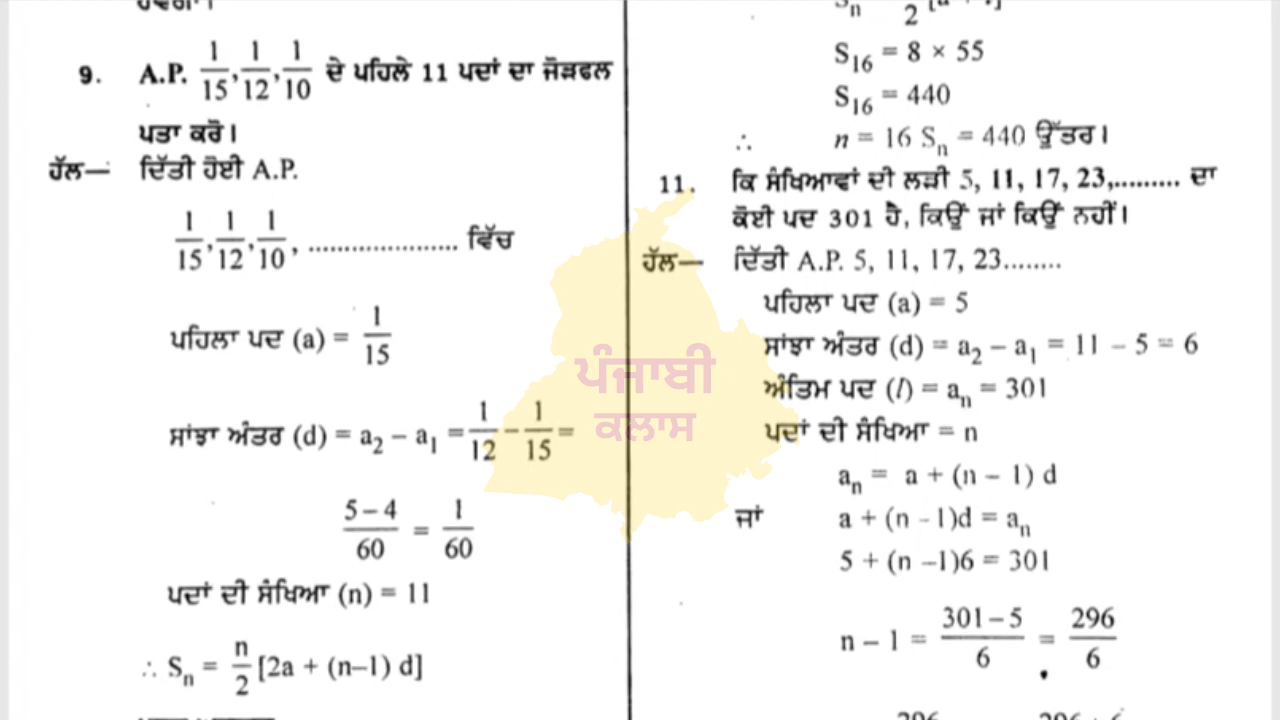 9. A.P. 1/15, 1/12, 1/10 ਦੇ ਪਹਿਲੇ 11 ਪਦਾਂ ਦਾ ਜੋੜਫਲ
ਪਤਾ ਕਰੋ।
ਹੱਲ— ਦਿੱਤੀ ਹੋਈ A.P.
1/15, 1/12, 1/10, ..................... ਵਿੱਚ
ਪਹਿਲਾ ਪਦ (a) = 1/15
ਸਾਂਝਾ ਅੰਤਰ (d) = a₂ – a₁ = 1/12 – 1/15 =
5 – 4/60 = 1/60
ਪਦਾਂ ਦੀ ਸੰਖਿਆ (n) = 11
∴ Sₙ = n/2 [2a + (n–1) d]
S₁₆ = 8 × 55
S₁₆ = 440
∴ n = 16 Sₙ = 440 ਉੱਤਰ।
11. ਕਿ ਸੰਖਿਆਵਾਂ ਦੀ ਲੜੀ 5, 11, 17, 23,......... ਦਾ
ਕੋਈ ਪਦ 301 ਹੈ, ਕਿਉਂ ਜਾਂ ਕਿਉਂ ਨਹੀਂ।
ਹੱਲ— ਦਿੱਤੀ A.P. 5, 11, 17, 23........
ਪਹਿਲਾ ਪਦ (a) = 5
ਸਾਂਝਾ ਅੰਤਰ (d) = a₂ – a₁ = 11 – 5 = 6
ਅੰਤਿਮ ਪਦ (l) = aₙ = 301
ਪਦਾਂ ਦੀ ਸੰਖਿਆ = n
aₙ = a + (n – 1) d
ਜਾਂ a + (n - 1)d = aₙ
5 + (n –1)6 = 301
n – 1 = 301 – 5/6 = 296/6
ਪੰਜਾਬੀ
ਕਲਾਸ